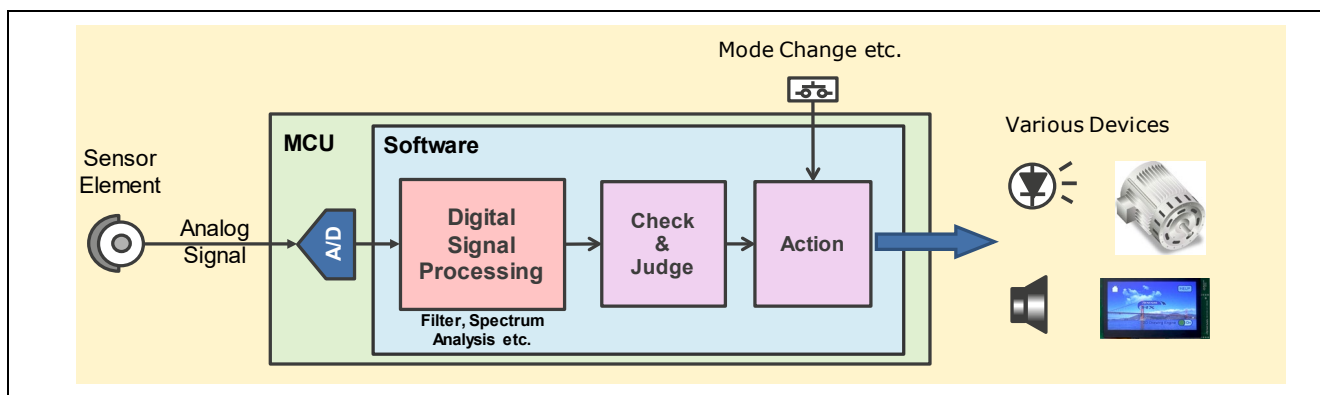 Mode Change etc.
MCU
Software
Various Devices
Sensor
Element
Analog
Signal
A/D
Digital
Signal
Processing
Check
&
Judge
Action
Filter, Spectrum
Analysis etc.